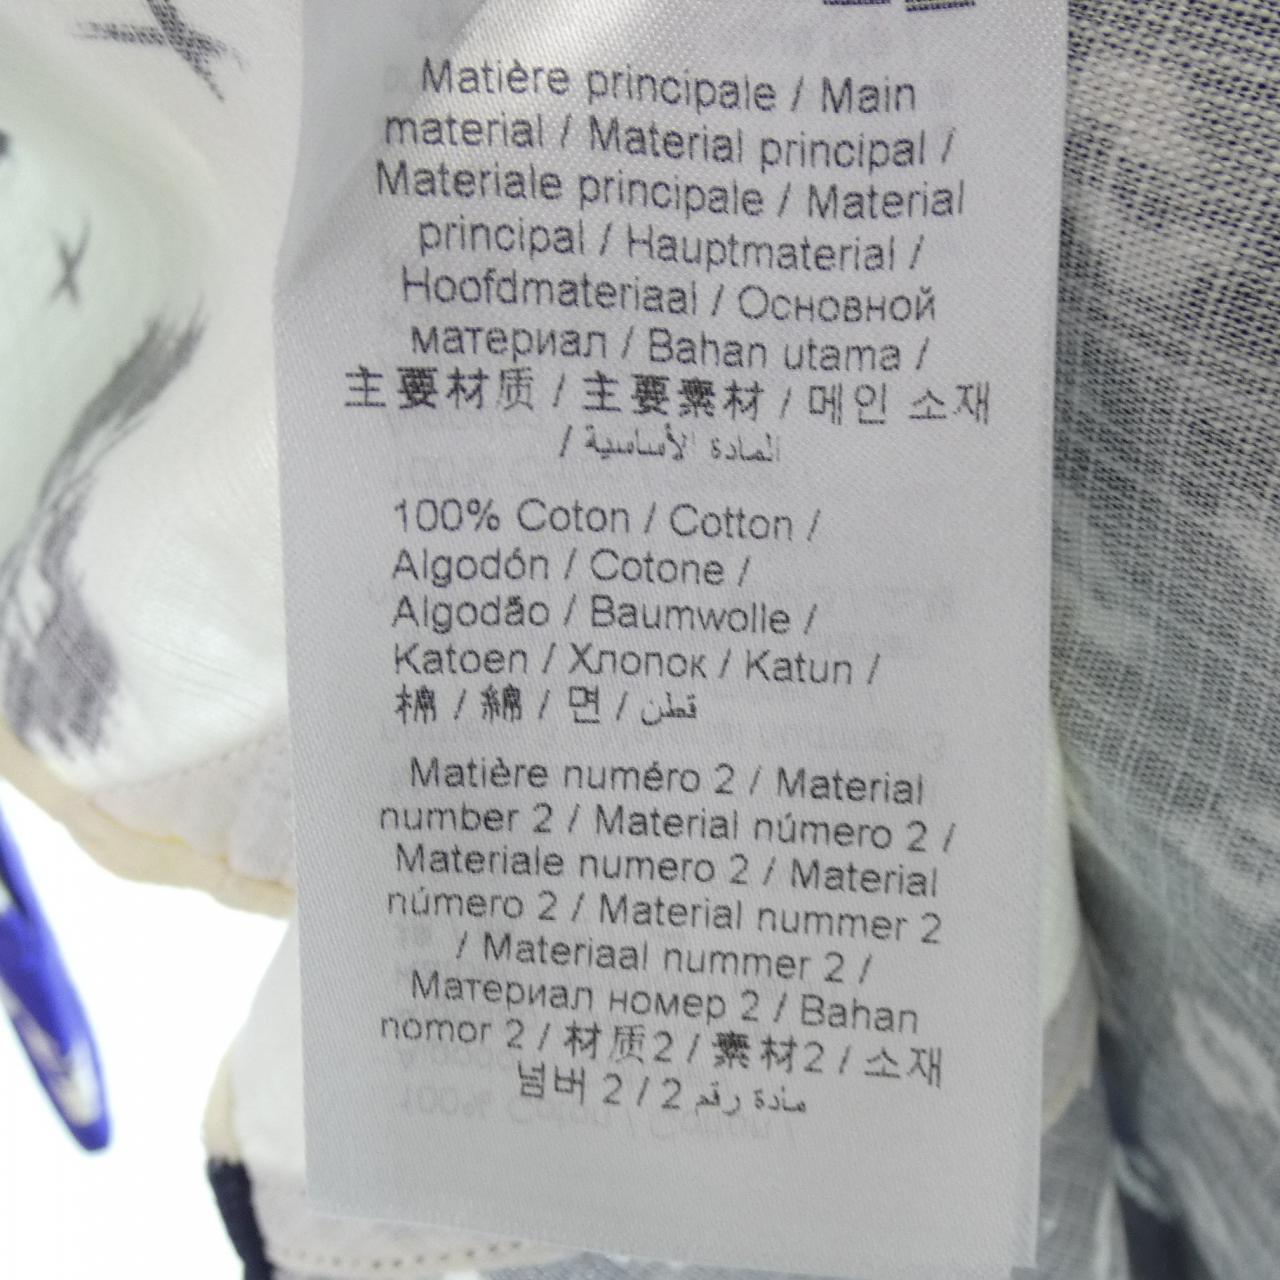 Matière principale / Main
material / Material principal /
Materiale principale / Material
principal / Hauptmaterial /
Hoofdmateriaal / Основной
материал / Bahan utama /
主要材质 / 主要素材 / 메인 소재
/ المادة الأساسية
100% Coton / Cotton /
Algodón / Cotone /
Algodão / Baumwolle /
Katoen / Хлопок / Katun /
棉 / 綿 / 면 / قطن
Matière numéro 2 / Material
number 2 / Material número 2 /
Materiale numero 2 / Material
número 2 / Material nummer 2
/ Materiaal nummer 2 /
Материал номер 2 / Bahan
nomor 2 / 材质2 / 素材2 / 소재
넘버 2 / 2 مادة رقم